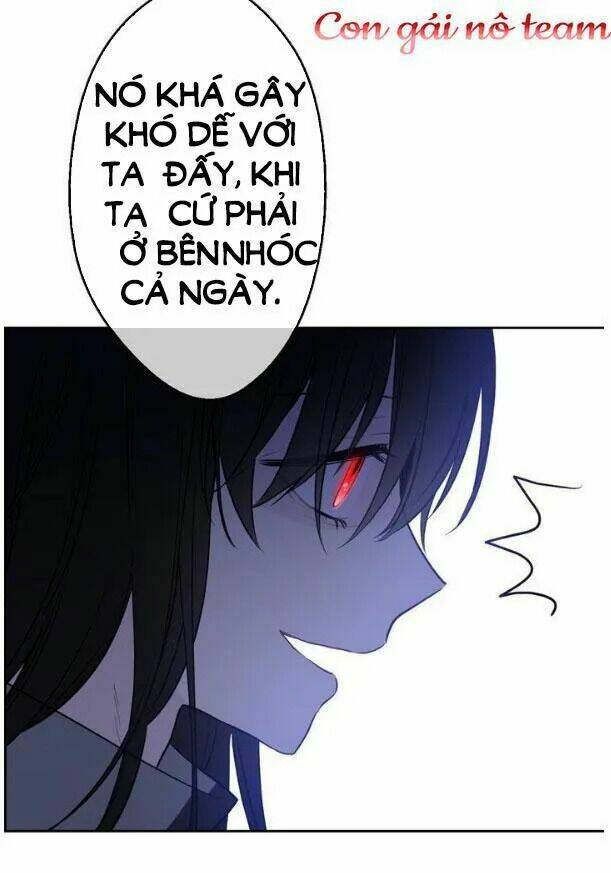 Con gái nô team
NÓ KHÁ GÂY
KHÓ DỄ VỚI
TA ĐẤY, KHI
TA CỨ PHẢI
Ở BÊNNHÓC
CẢ NGÀY.